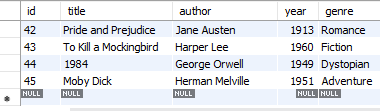 id title author year genre
42 Pride and Prejudice Jane Austen 1913 Romance
43 To Kill a Mockingbird Harper Lee 1960 Fiction
44 1984 George Orwell 1949 Dystopian
45 Moby Dick Herman Melville 1951 Adventure
NULL NULL NULL NULL NULL